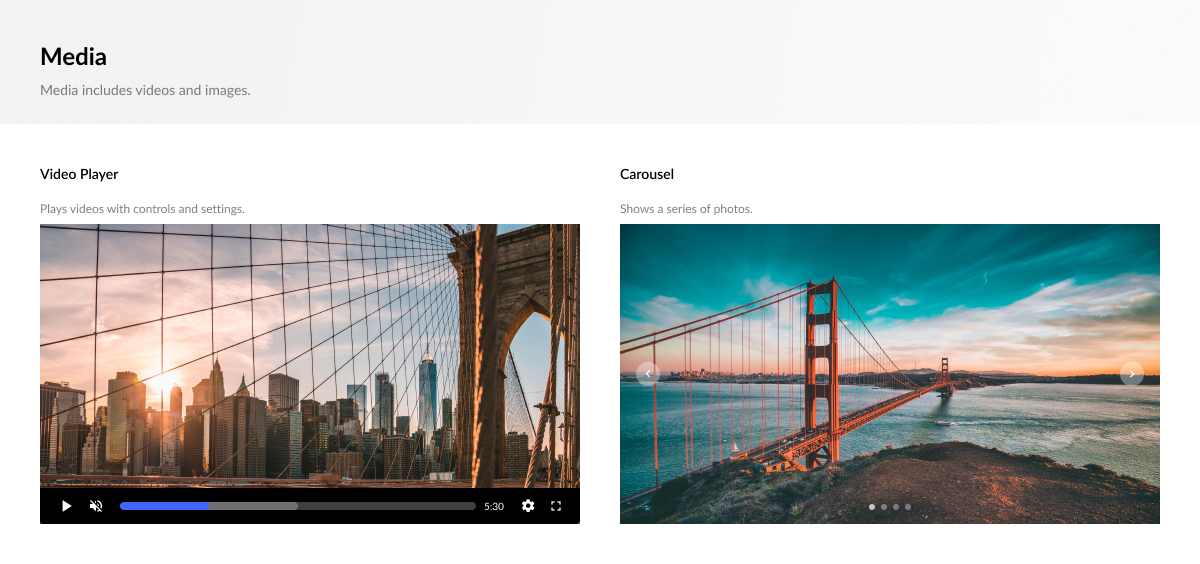 Media
Media includes videos and images.
Video Player
Plays videos with controls and settings.
5:30
Carousel
Shows a series of photos.